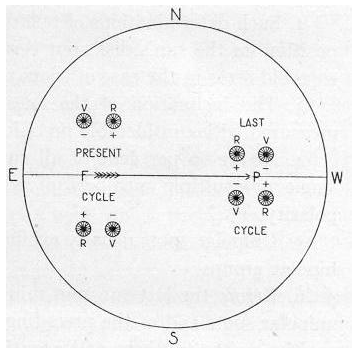 N
V R LAST
- + R V
PRESENT + -
E F P W
CYCLE - +
+ - V R
R V CYCLE
S